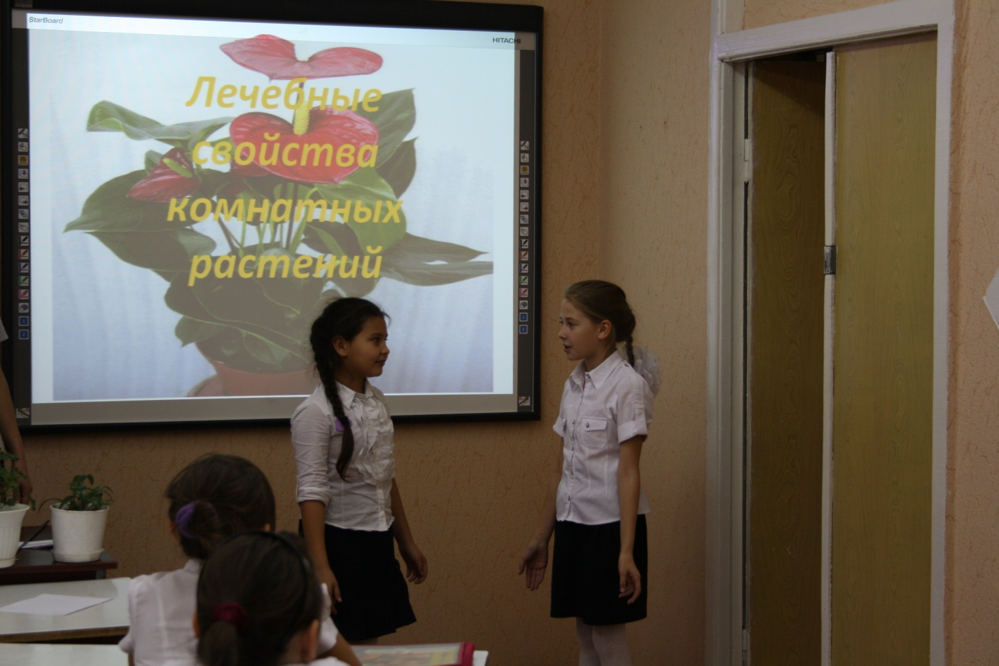 StarBoard
HITACHI
Лечебные
свойства
комнатных
растений